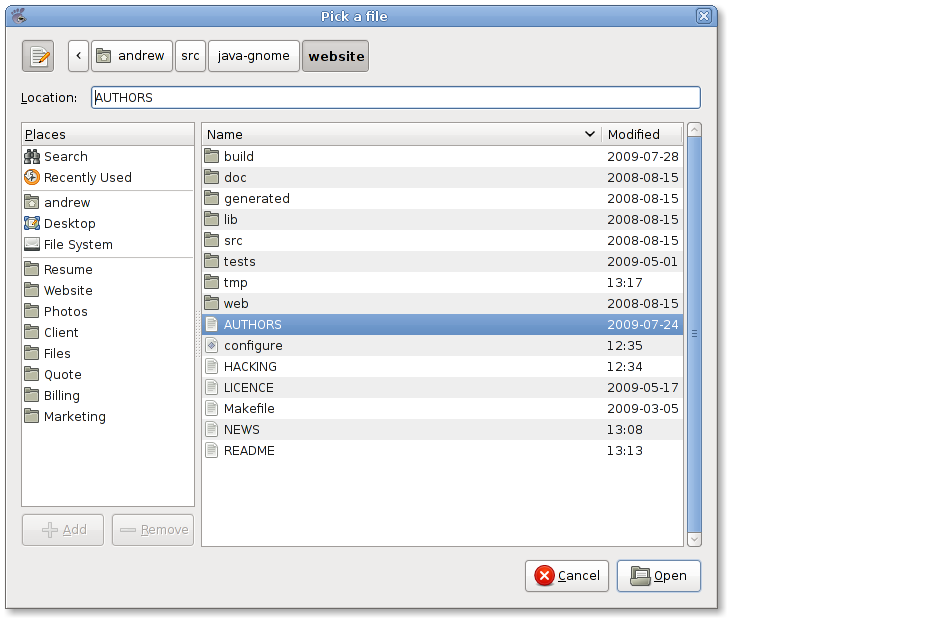 Pick a file
andrew src java-gnome website
Location: AUTHORS
Places
Search
Recently Used
andrew
Desktop
File System
Resume
Website
Photos
Client
Files
Quote
Billing
Marketing
Add Remove
Name Modified
build 2009-07-28
doc 2008-08-15
generated 2008-08-15
lib 2008-08-15
src 2008-08-15
tests 2009-05-01
tmp 13:17
web 2008-08-15
AUTHORS 2009-07-24
configure 12:35
HACKING 12:34
LICENCE 2009-05-17
Makefile 2009-03-05
NEWS 13:08
README 13:13
Cancel Open